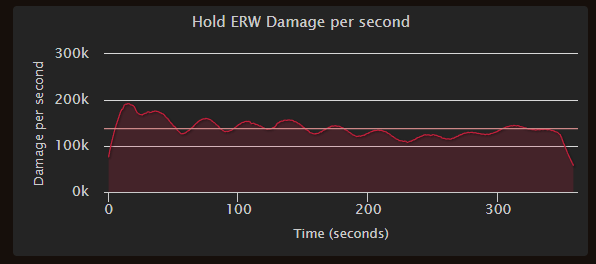 Hold ERW Damage per second
Damage per second
300k
200k
100k
0k
0 100 200 300
Time (seconds)